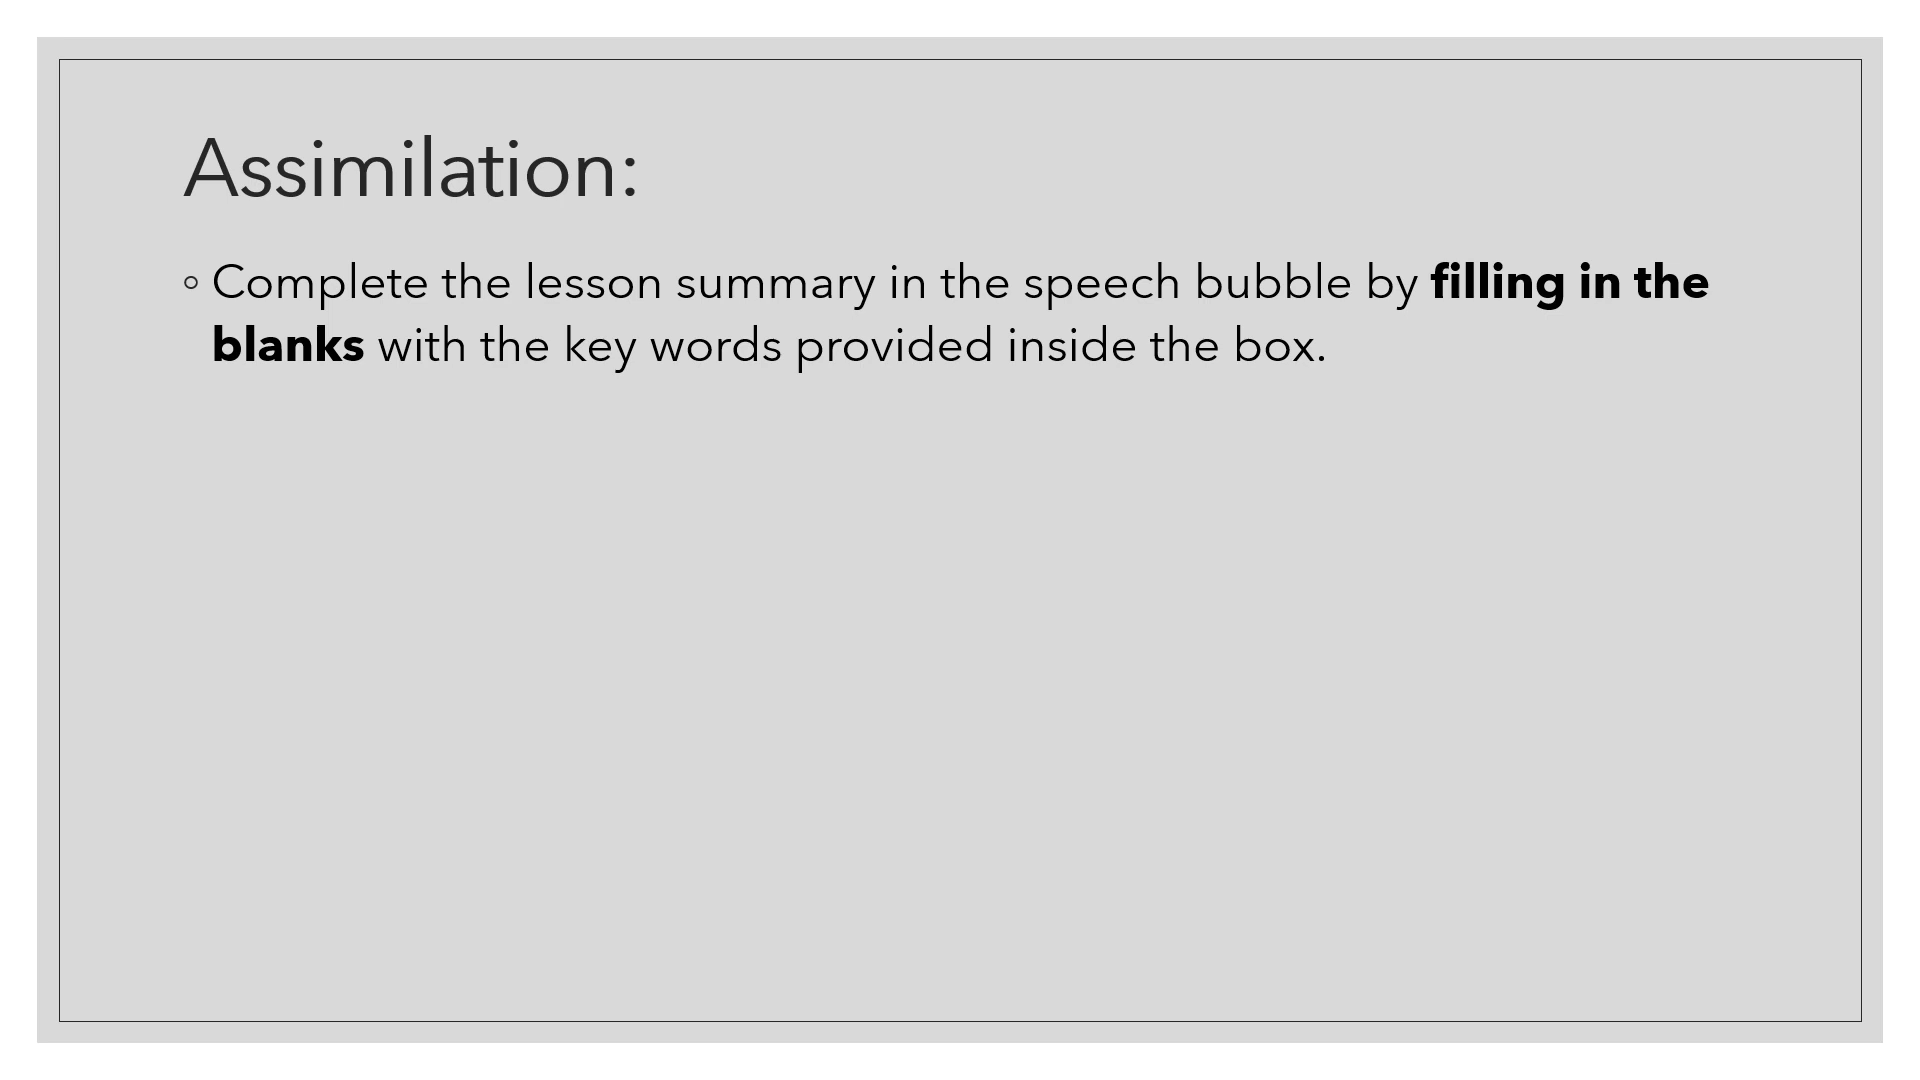 Assimilation:
◦ Complete the lesson summary in the speech bubble by filling in the
blanks with the key words provided inside the box.